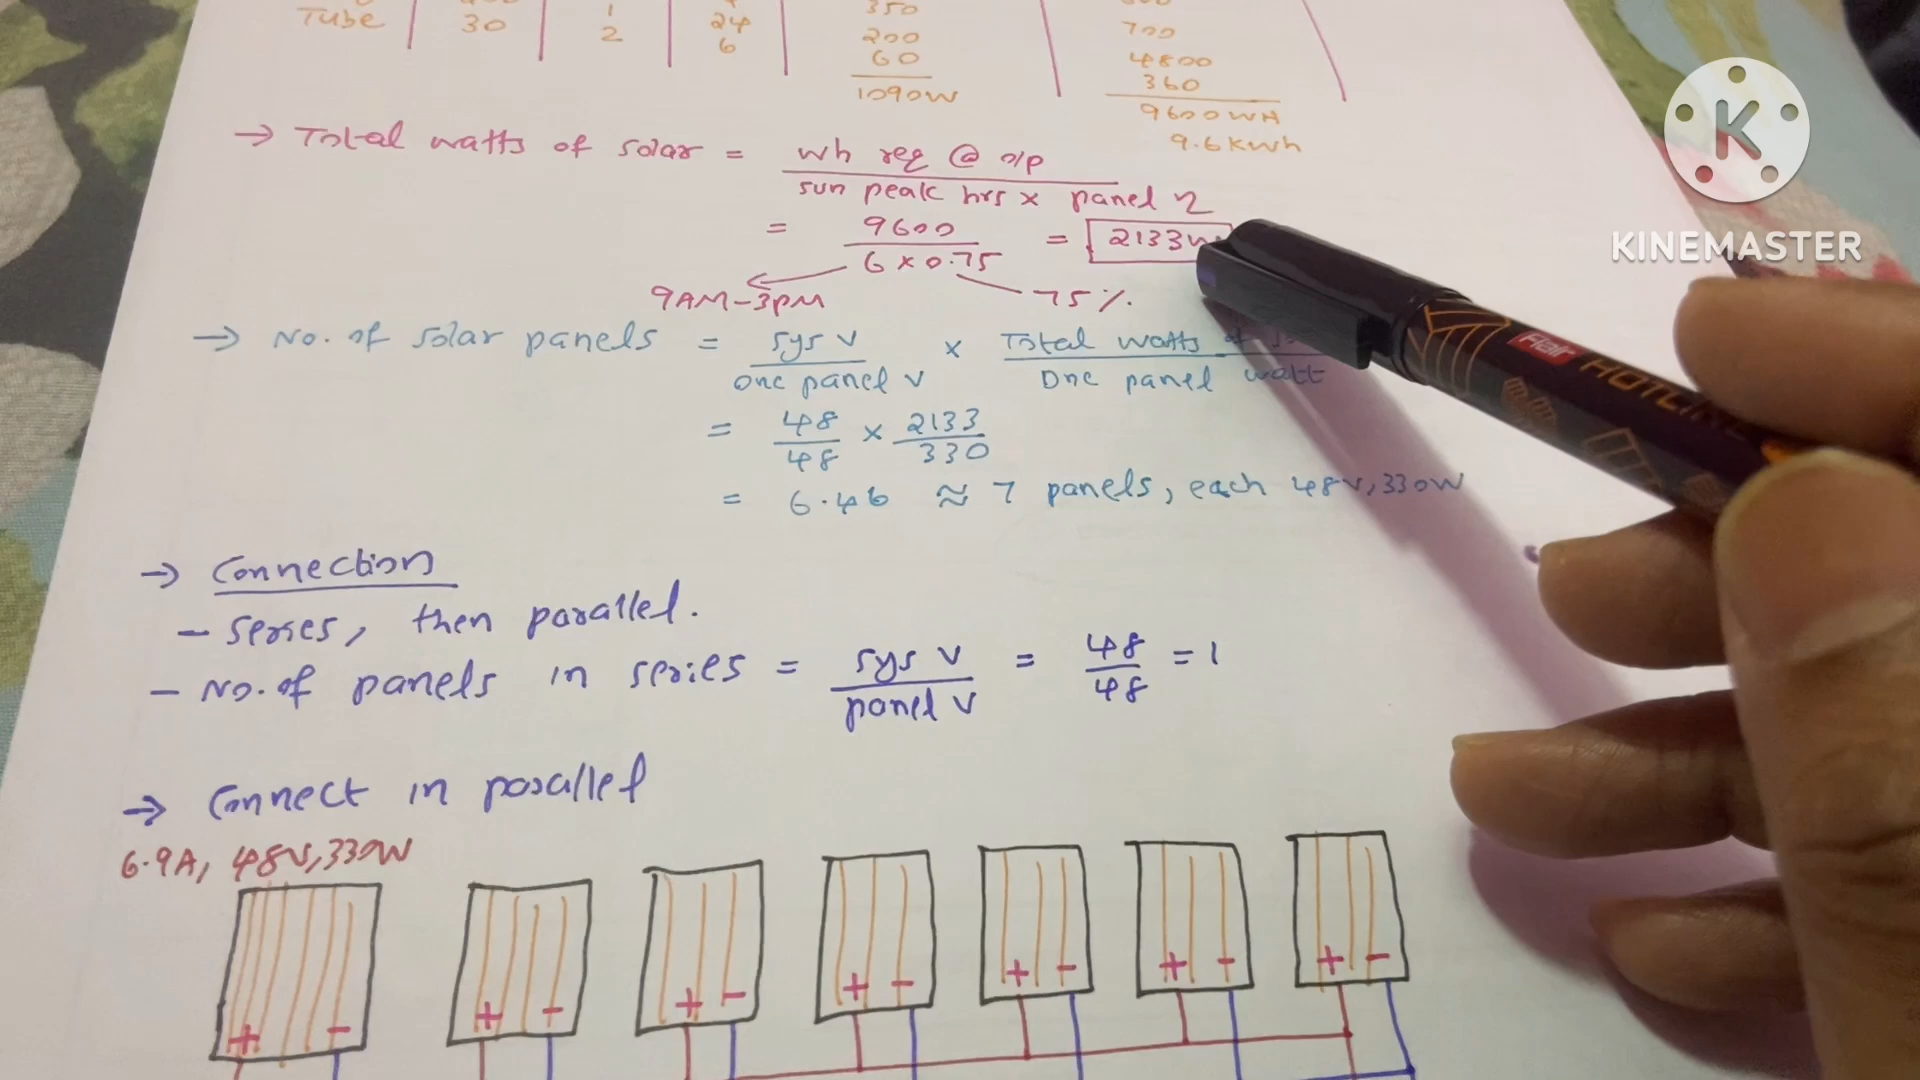 Tube 30 2 6
1 24
350
200
60
1090W
700
4800
360
9600WH
9.6KWh
→ Total watts of solar = Wh req @ o/p
sun peak hrs x panel η
= 9600 = 2133W
6 x 0.75
9AM-3PM 75%.
→ No. of solar panels = sys V x Total watts of
One panel V One panel watt
= 48 x 2133
48 330
= 6.46 ≈ 7 panels, each 48V, 330W
→ Connection
- series, then parallel.
- No. of panels in series = sys V = 48 = 1
panel V 48
→ Connect in parallel
6.9A, 48V, 330W
+ - + - + - + - + - + - + -
Flair HOTLINE
K
KINEMASTER